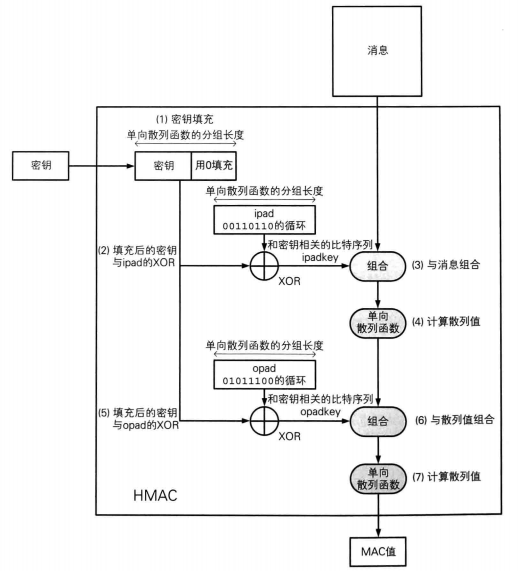 消息
(1) 密钥填充
单向散列函数的分组长度
密钥
密钥
用0填充
单向散列函数的分组长度
ipad
00110110的循环
(2) 填充后的密钥
与ipad的XOR
和密钥相关的比特序列
ipadkey
XOR
组合
(3) 与消息组合
单向
散列函数
(4) 计算散列值
单向散列函数的分组长度
opad
01011100的循环
(5) 填充后的密钥
与opad的XOR
和密钥相关的比特序列
opadkey
XOR
组合
(6) 与散列值组合
单向
散列函数
(7) 计算散列值
HMAC
MAC值